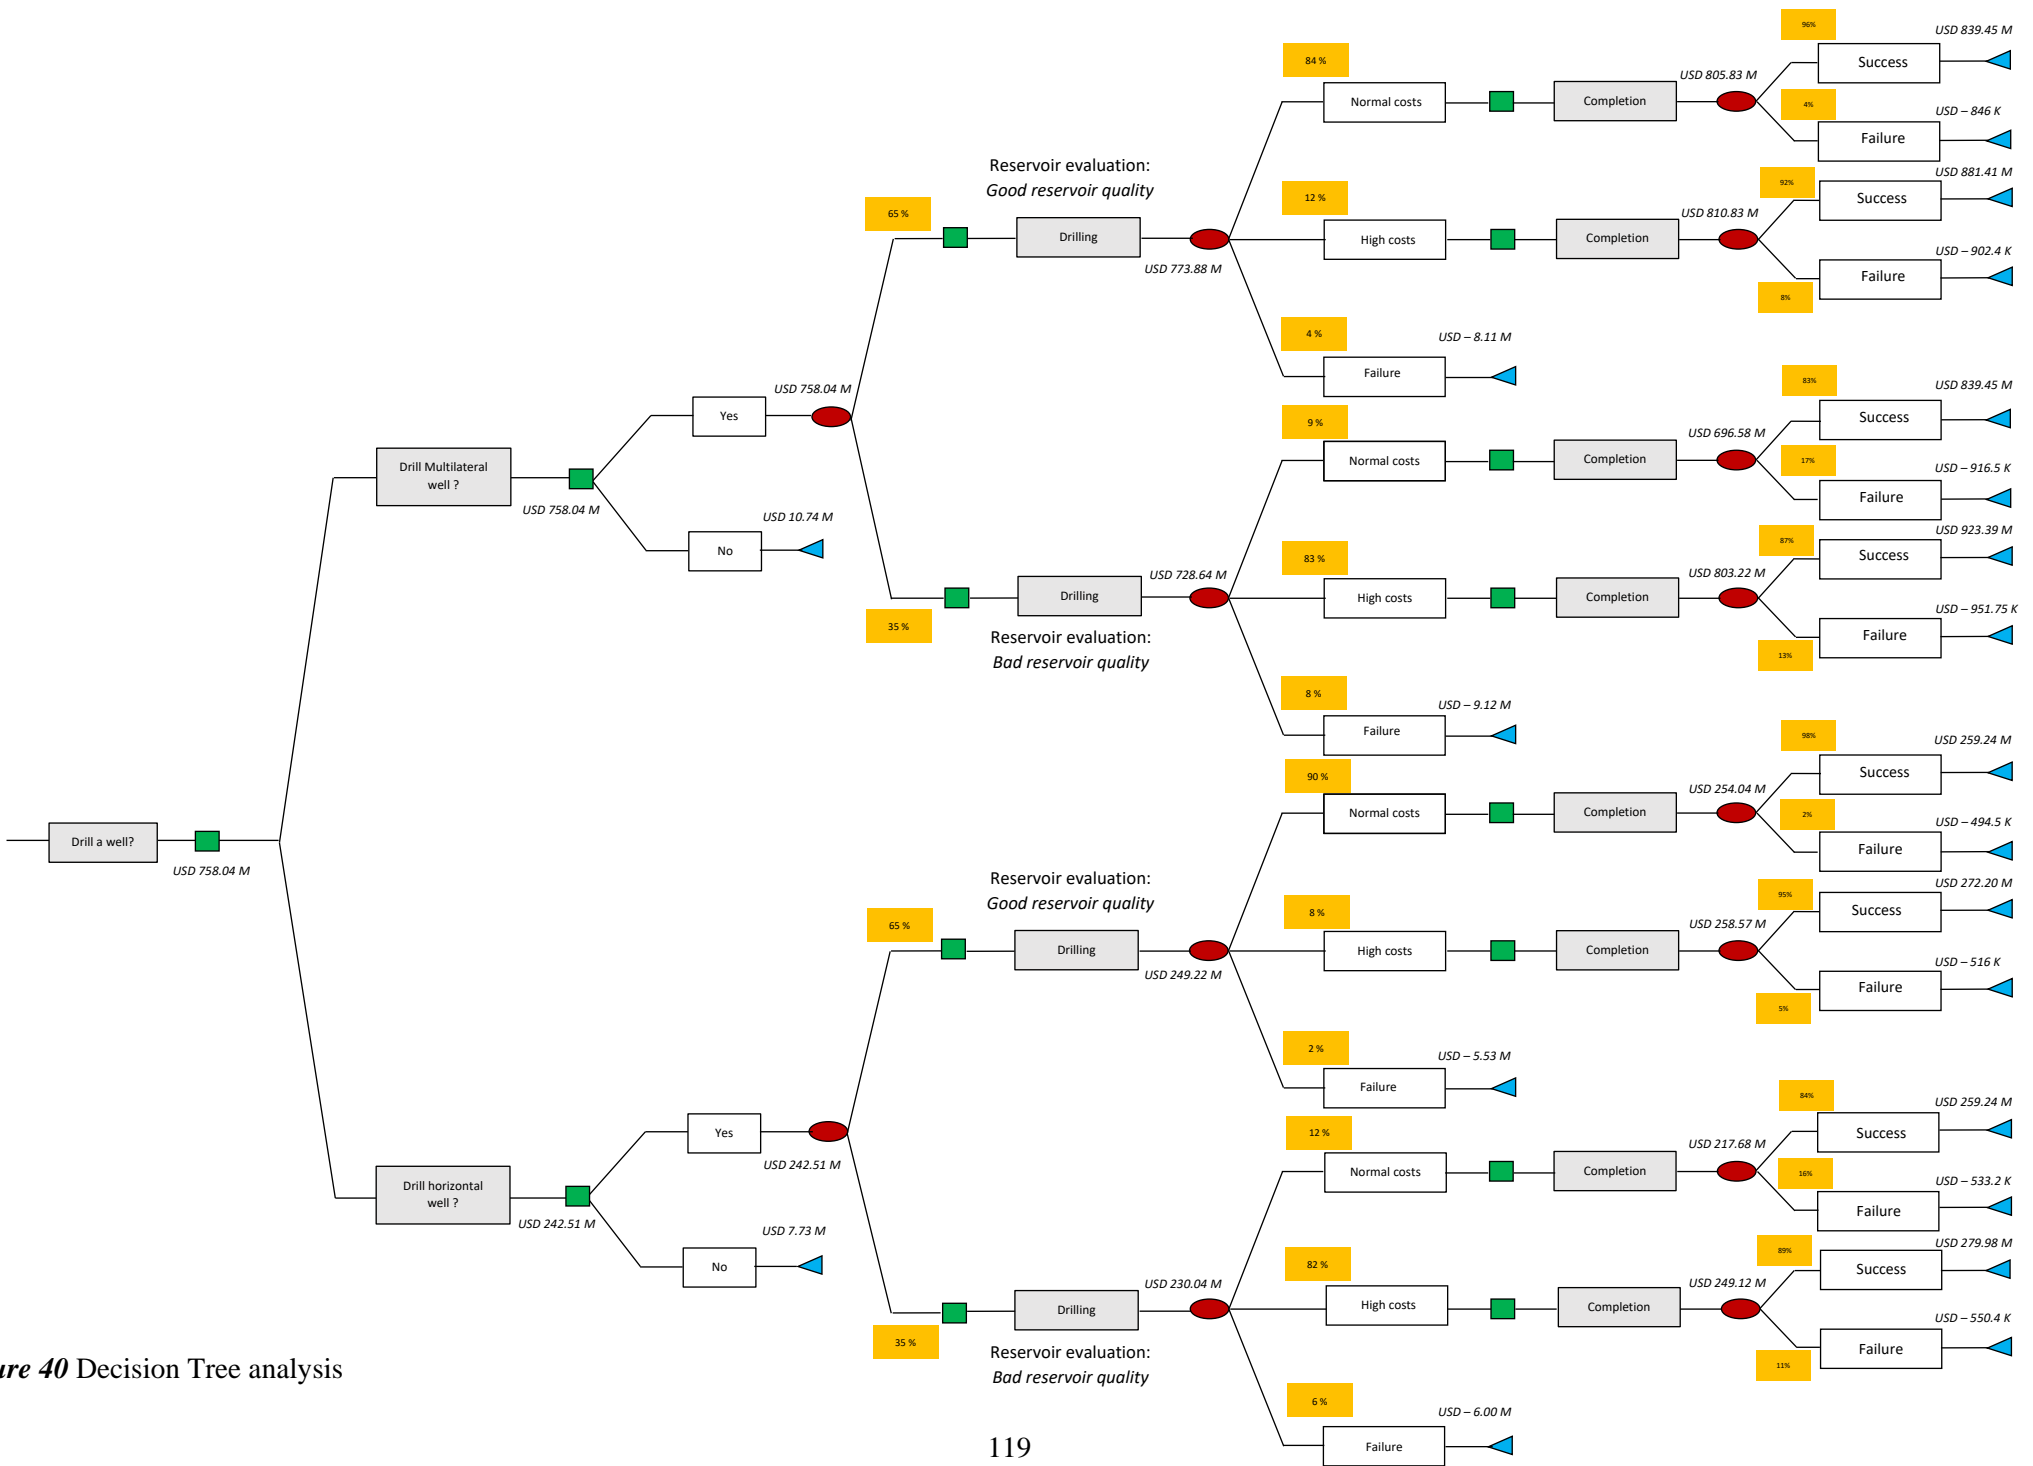 96%
USD 839.45 M
Success
84 %
USD 805.83 M
Normal costs
Completion
4%
USD – 846 K
Failure
Reservoir evaluation:
Good reservoir quality
92%
USD 881.41 M
Success
65 %
12 %
USD 810.83 M
Drilling
High costs
Completion
USD – 902.4 K
Failure
USD 773.88 M
8%
4 %
USD – 8.11 M
Failure
83%
USD 839.45 M
Success
USD 758.04 M
Yes
9 %
USD 696.58 M
Normal costs
Completion
17%
USD – 916.5 K
Failure
Drill Multilateral
well ?
USD 758.04 M
USD 10.74 M
No
87%
USD 923.39 M
Success
83 %
USD 803.22 M
USD 728.64 M
Drilling
High costs
Completion
USD – 951.75 K
Failure
35 %
Reservoir evaluation:
Bad reservoir quality
13%
8 %
USD – 9.12 M
Failure
98%
USD 259.24 M
Success
90 %
USD 254.04 M
Normal costs
Completion
2%
USD – 494.5 K
Failure
Drill a well?
USD 758.04 M
Reservoir evaluation:
Good reservoir quality
95%
USD 272.20 M
Success
65 %
8 %
USD 258.57 M
Drilling
High costs
Completion
USD – 516 K
Failure
USD 249.22 M
5%
2 %
USD – 5.53 M
Failure
84%
USD 259.24 M
Success
Yes
USD 242.51 M
12 %
USD 217.68 M
Normal costs
Completion
16%
USD – 533.2 K
Failure
Drill horizontal
well ?
USD 242.51 M
USD 7.73 M
No
89%
USD 279.98 M
Success
82 %
USD 249.12 M
USD 230.04 M
Drilling
High costs
Completion
USD – 550.4 K
Failure
35 %
Reservoir evaluation:
Bad reservoir quality
11%
ure 40 Decision Tree analysis
6 %
USD – 6.00 M
Failure
119